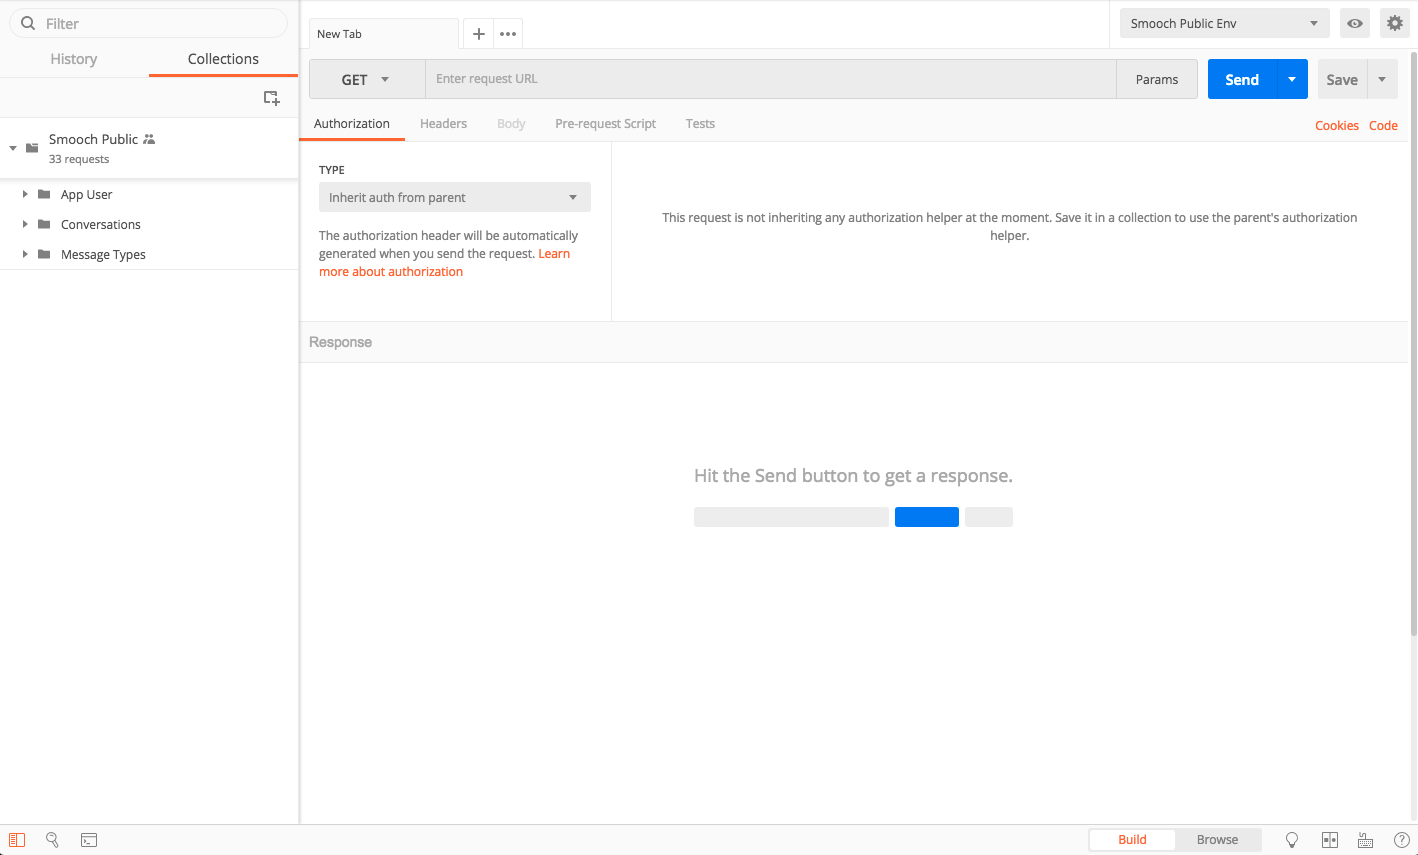 Filter
History
Collections
Smooch Public
33 requests
App User
Conversations
Message Types
New Tab
Smooch Public Env
GET
Enter request URL
Params
Send
Save
Authorization
Headers
Body
Pre-request Script
Tests
Cookies
Code
TYPE
Inherit auth from parent
The authorization header will be automatically
generated when you send the request. Learn
more about authorization
This request is not inheriting any authorization helper at the moment. Save it in a collection to use the parent's authorization
helper.
Response
Hit the Send button to get a response.
Build
Browse